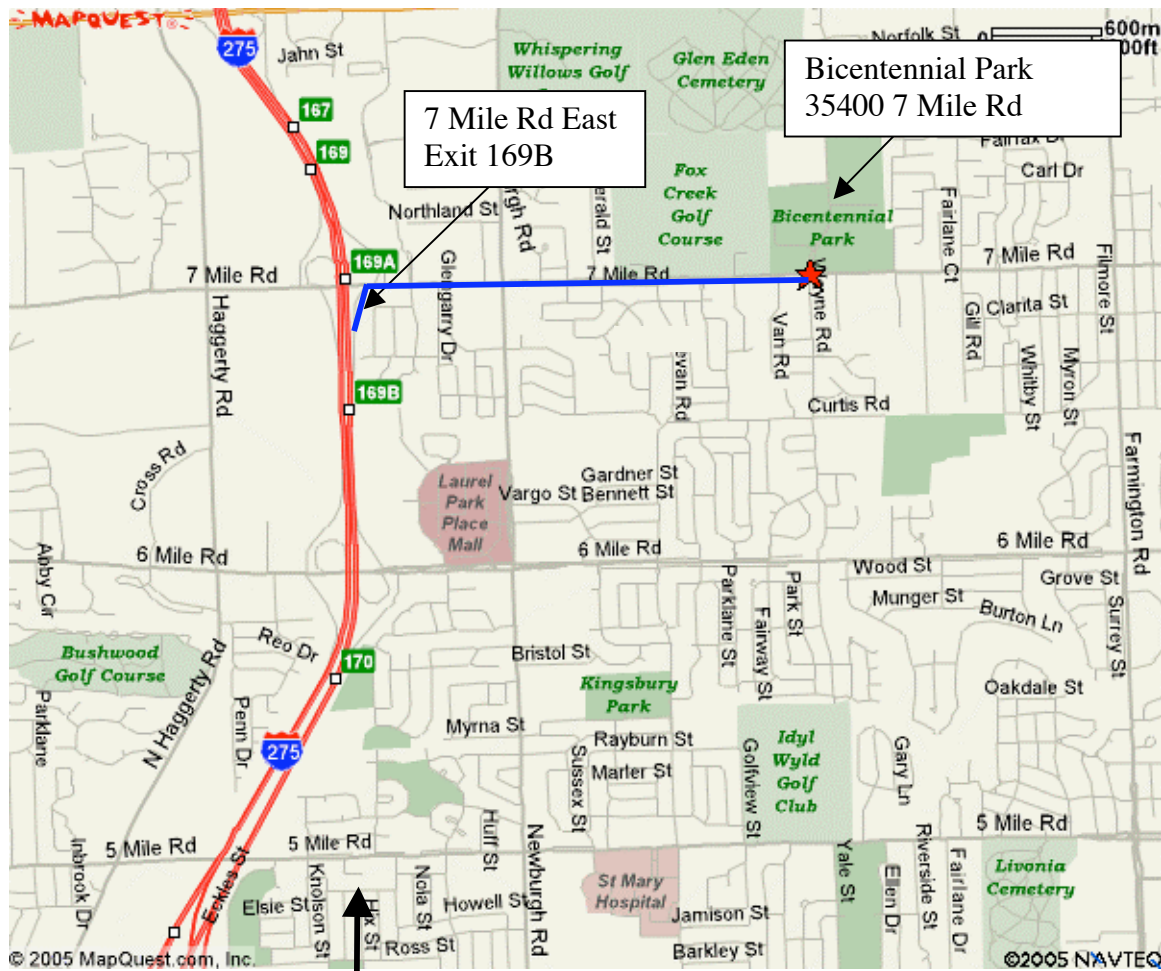 MAPQUEST
275
Jahn St
167
169
7 Mile Rd East
Exit 169B
Whispering
Willows Golf
Glen Eden
Cemetery
Norfolk St
0
600m
Bicentennial Park
35400 7 Mile Rd
Carl Dr
Northland St
Fox
Creek
Golf
Course
Bicentennial
Park
Fairlane Ct
169A
7 Mile Rd
7 Mile Rd
7 Mile Rd
Filmore St
Glengarry Dr
Haggerty Rd
Van Rd
Gill Rd
Clarita St
Whitby St
Myron St
169B
Curtis Rd
Cross Rd
Laurel
Park
Place
Mall
Gardner St
Vargo St
Bennett St
Farmington Rd
6 Mile Rd
6 Mile Rd
6 Mile Rd
Abby Cir
Parklane St
Park St
Fairway St
Wood St
Grove St
Munger St
Burton Ln
Surrey St
Bushwood
Golf Course
Reo Dr
170
Bristol St
Kingsbury
Park
Oakdale St
Parklane
N Haggerty Rd
Penn Dr
275
Myrna St
Rayburn St
Marler St
Sussex St
Golfview St
Idyl
Wyld
Golf
Club
Gary Ln
5 Mile Rd
5 Mile Rd
5 Mile Rd
Inbrook Dr
Eckles St
Huff St
Newburgh Rd
St Mary
Hospital
Yale St
Ellen Dr
Riverside St
Fairlane Dr
Livonia
Cemetery
Elsie St
Knolson St
Hix St
Nola St
Howell St
Jamison St
Ross St
Barkley St
© 2005 MapQuest.com, Inc.
©2005 NAVTEQ